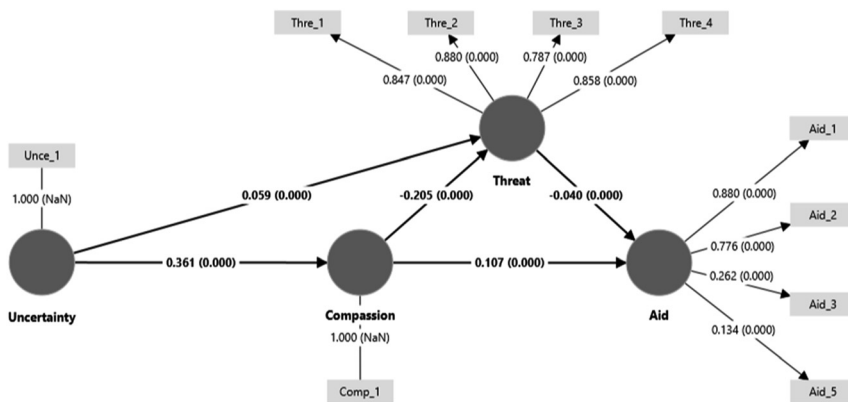 Thre_1
Thre_2
Thre_3
Thre_4
0.880 (0.000)
0.787 (0.000)
0.847 (0.000)
0.858 (0.000)
Aid_1
Unce_1
Threat
0.880 (0.000)
1.000 (NaN)
0.059 (0.000)
-0.205 (0.000)
-0.040 (0.000)
Aid_2
0.776 (0.000)
0.361 (0.000)
0.107 (0.000)
0.262 (0.000)
Aid_3
Uncertainty
Compassion
Aid
0.134 (0.000)
1.000 (NaN)
Comp_1
Aid_5